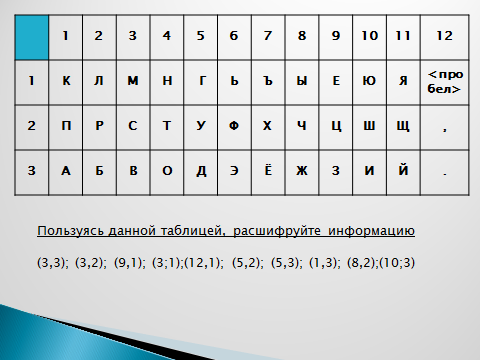 1 2 3 4 5 6 7 8 9 10 11 12
1 К Л М Н Г Ь Ъ Ы Е Ю Я <про
бел>
2 П Р С Т У Ф Х Ч Ц Ш Щ ,
3 А Б В О Д Э Ё Ж З И Й .
Пользуясь данной таблицей, расшифруйте информацию
(3,3); (3,2); (9,1); (3;1);(12,1); (5,2); (5,3); (1,3); (8,2);(10;3)